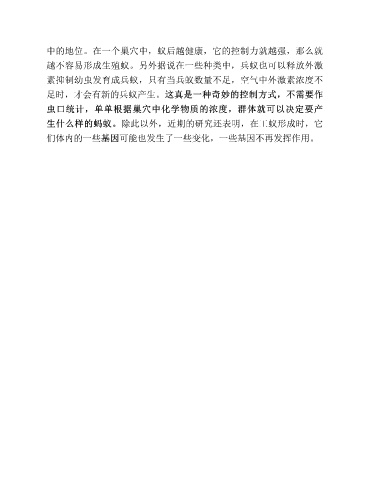 中的地位。在一个巢穴中，蚁后越健康，它的控制力就越强，那么就
越不容易形成生殖蚁。另外据说在一些种类中，兵蚁也可以释放外激
素抑制幼虫发育成兵蚁，只有当兵蚁数量不足，空气中外激素浓度不
足时，才会有新的兵蚁产生。这真是一种奇妙的控制方式，不需要作
虫口统计，单单根据巢穴中化学物质的浓度，群体就可以决定要产
生什么样的蚂蚁。除此以外，近期的研究还表明，在工蚁形成时，它
们体内的一些基因可能也发生了一些变化，一些基因不再发挥作用。